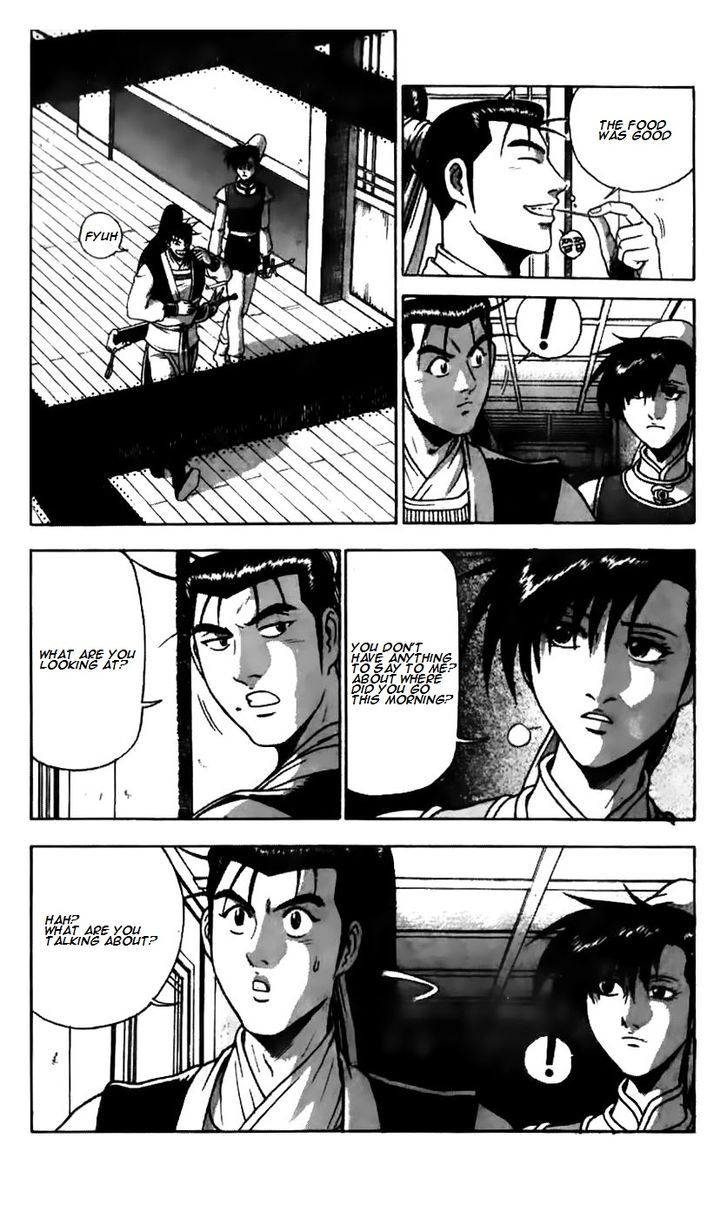 FYUH
THE FOOD
WAS GOOD
!
WHAT ARE YOU
LOOKING AT?
YOU DON'T
HAVE ANYTHING
TO SAY TO ME?
ABOUT WHERE
DID YOU GO
THIS MORNING?
HAH?
WHAT ARE YOU
TALKING ABOUT?
!